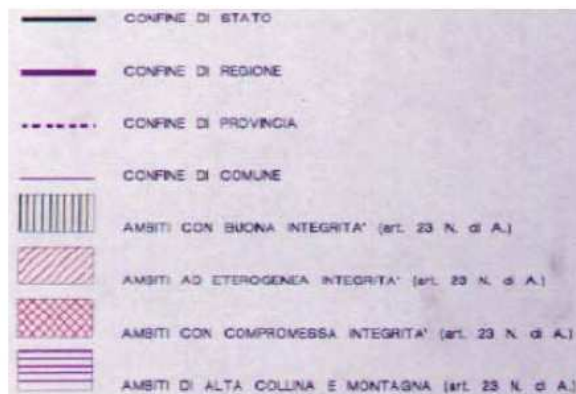 CONFINE DI STATO
CONFINE DI REGIONE
CONFINE DI PROVINCIA
CONFINE DI COMUNE
AMBITI CON BUONA INTEGRITA' (art. 23 N. di A.)
AMBITI AD ETEROGENEA INTEGRITA' (art. 23 N. di A.)
AMBITI CON COMPROMESSA INTEGRITA' (art. 23 N. di A.)
AMBITI DI ALTA COLLINA E MONTAGNA (art. 23 N. di A.)